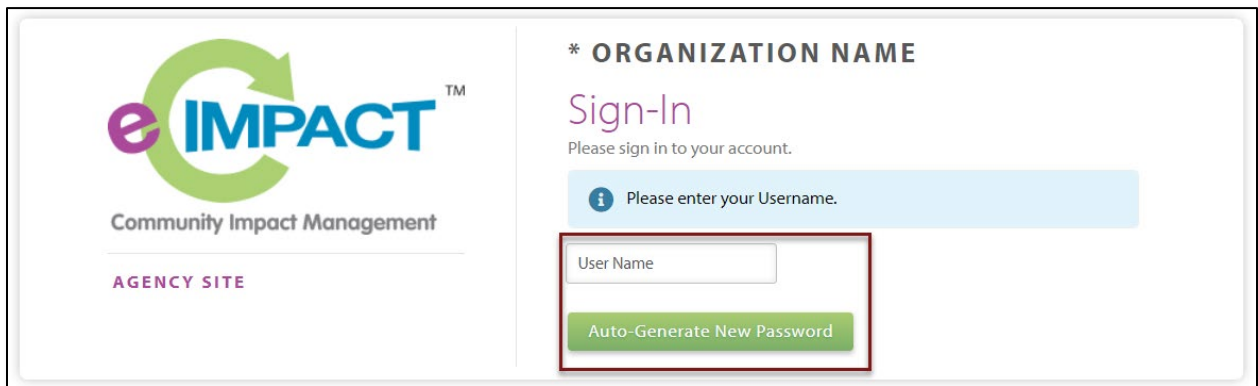 e IMPACT™
Community Impact Management
AGENCY SITE
* ORGANIZATION NAME
Sign-In
Please sign in to your account.
i Please enter your Username.
User Name
Auto-Generate New Password